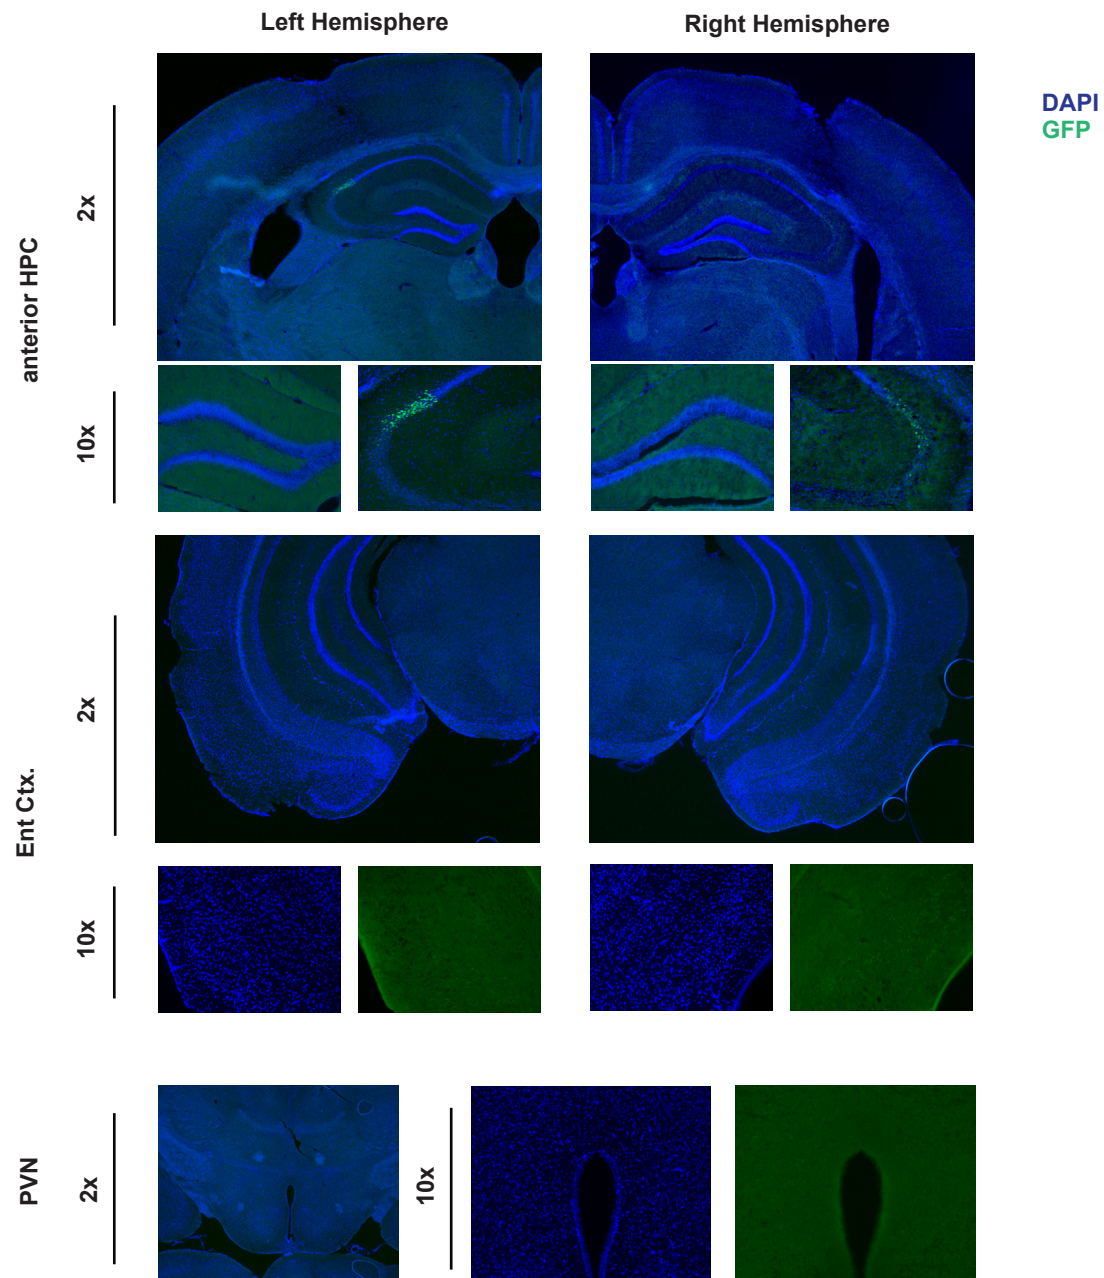 Left Hemisphere
Right Hemisphere
DAPI
GFP
anterior HPC
2x
10x
Ent Ctx.
2x
10x
PVN
2x
10x